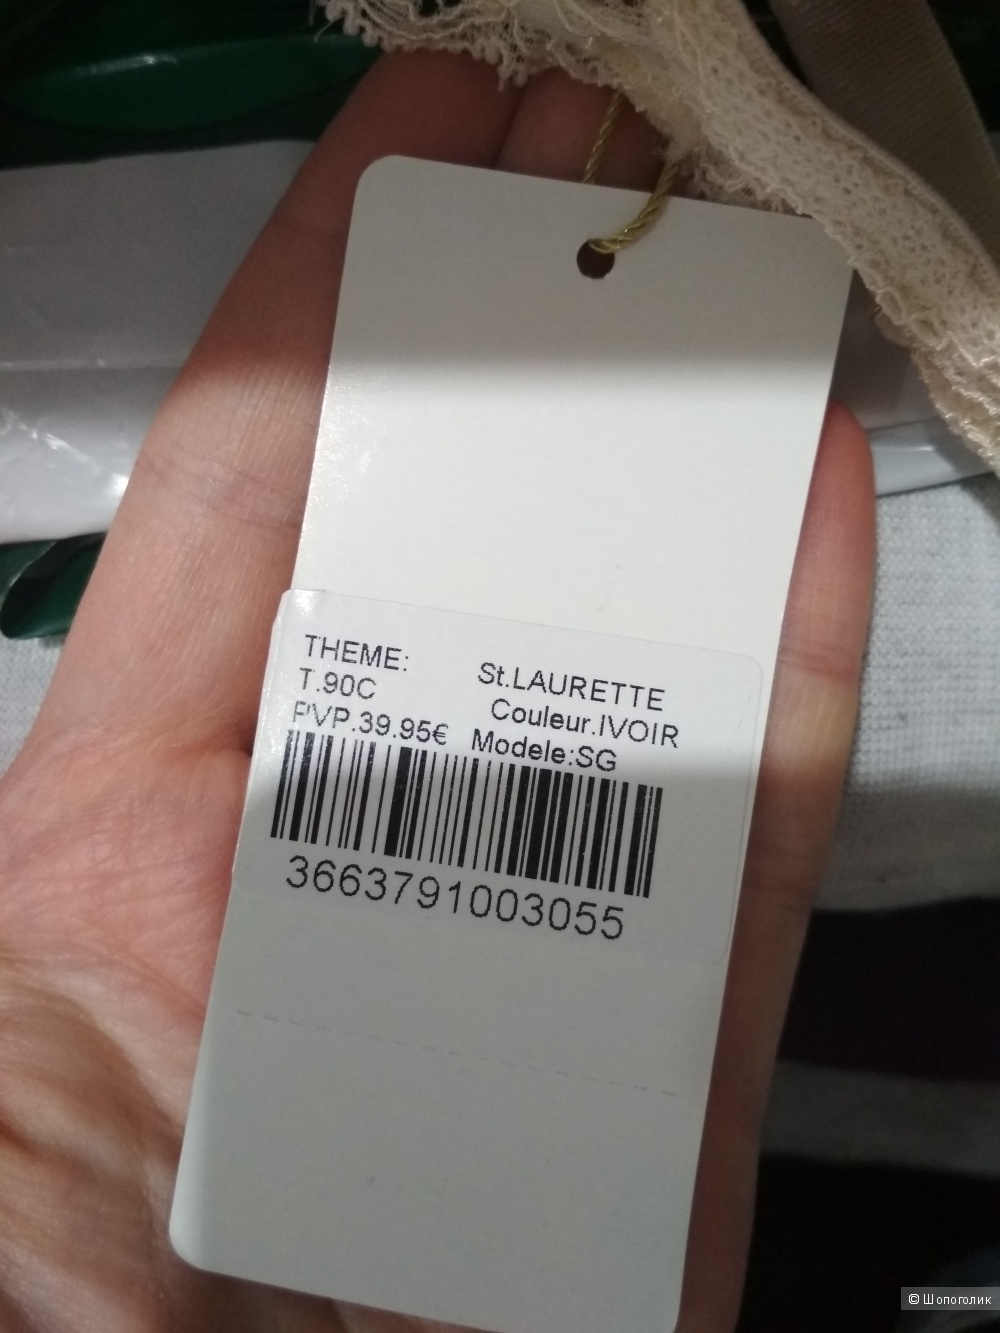 THEME:
St.LAURETTE
T.90C
Couleur.IVOIR
PVP.39.95€
Modele:SG
3663791003055
© Шопоголик